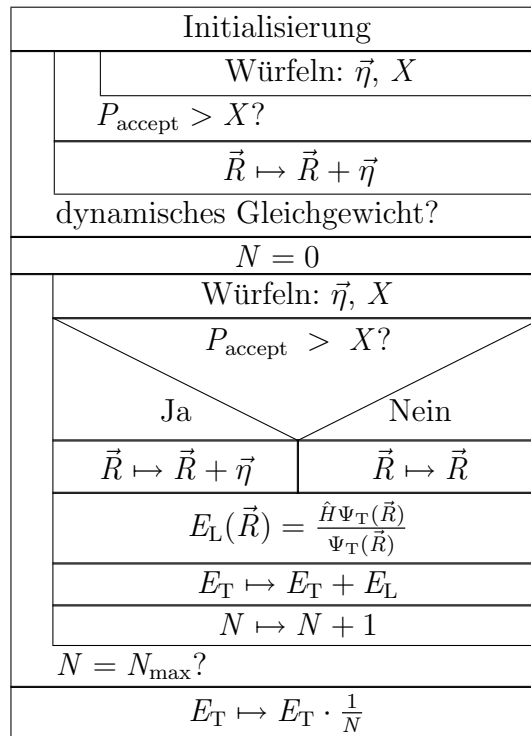 Initialisierung
Würfeln: $\vec{\eta}$, $X$
$P_{\text{accept}} > X$?
$\vec{R} \mapsto \vec{R} + \vec{\eta}$
dynamisches Gleichgewicht?
$N = 0$
Würfeln: $\vec{\eta}$, $X$
$P_{\text{accept}} > X$?
Ja Nein
$\vec{R} \mapsto \vec{R} + \vec{\eta}$ $\vec{R} \mapsto \vec{R}$
$E_{\text{L}}(\vec{R}) = \frac{\hat{H}\Psi_{\text{T}}(\vec{R})}{\Psi_{\text{T}}(\vec{R})}$
$E_{\text{T}} \mapsto E_{\text{T}} + E_{\text{L}}$
$N \mapsto N + 1$
$N = N_{\text{max}}$?
$E_{\text{T}} \mapsto E_{\text{T}} \cdot \frac{1}{N}$